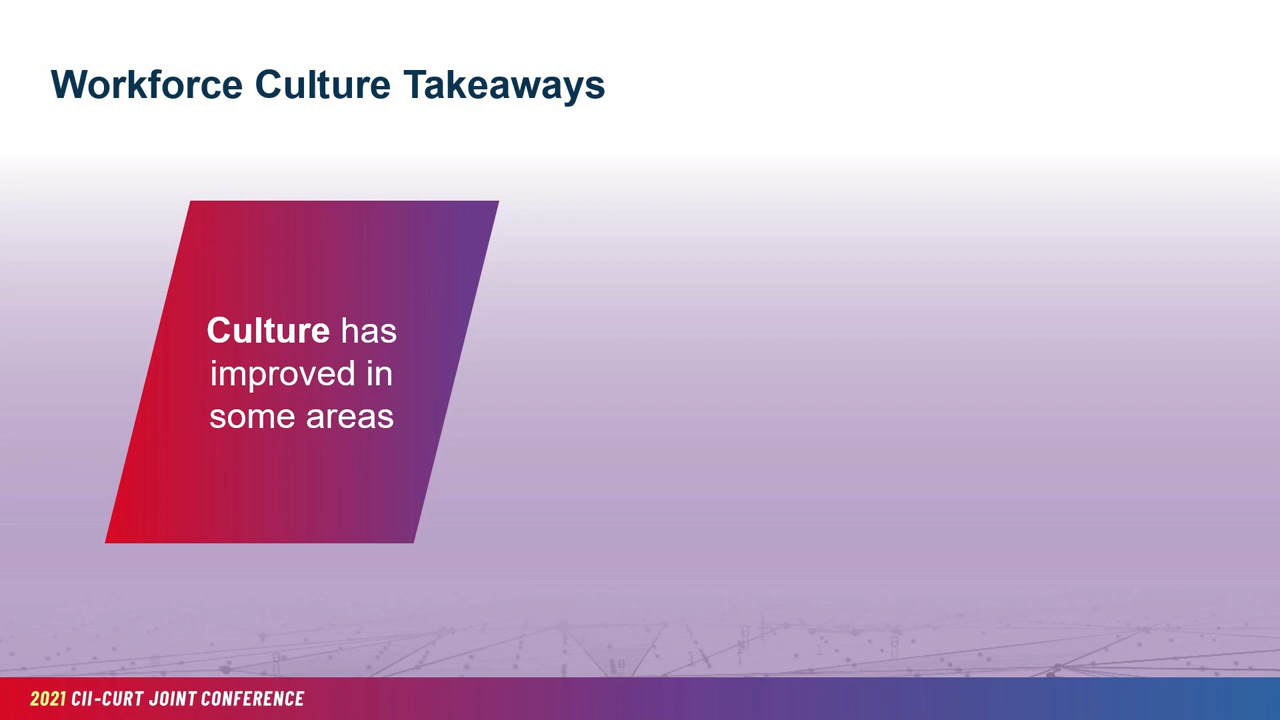 Workforce Culture Takeaways
Culture has
improved in
some areas
2021 CII-CURT JOINT CONFERENCE